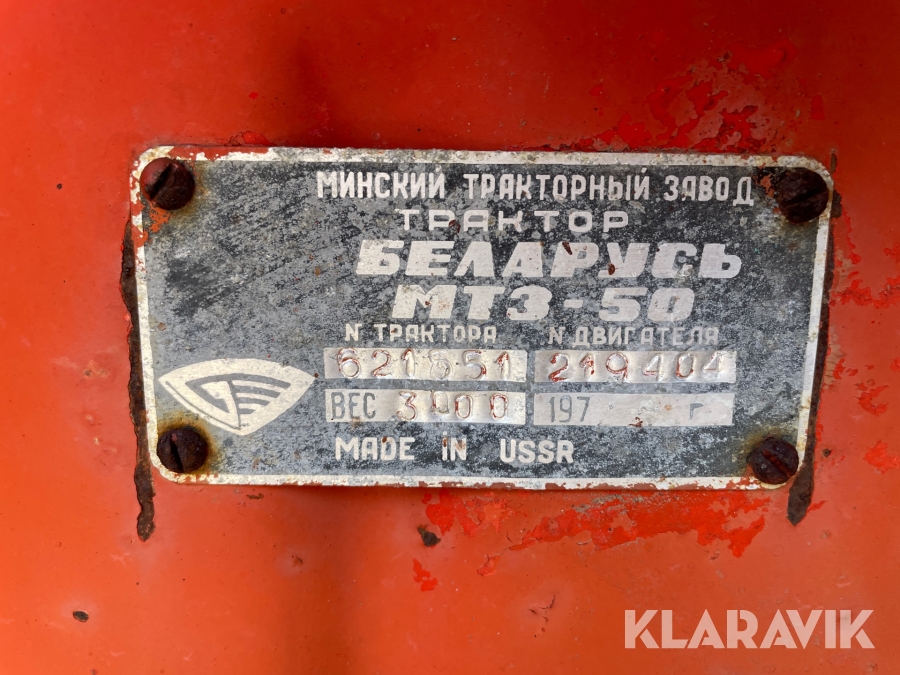 МИНСКИЙ ТРАКТОРНЫЙ ЗАВОД
ТРАКТОР
БЕЛАРУСЬ
МТЗ-50
N ТРАКТОРА N ДВИГАТЕЛЯ
621651 219404
ВЕС 3400 197 г
MADE IN USSR
KLARAVIK